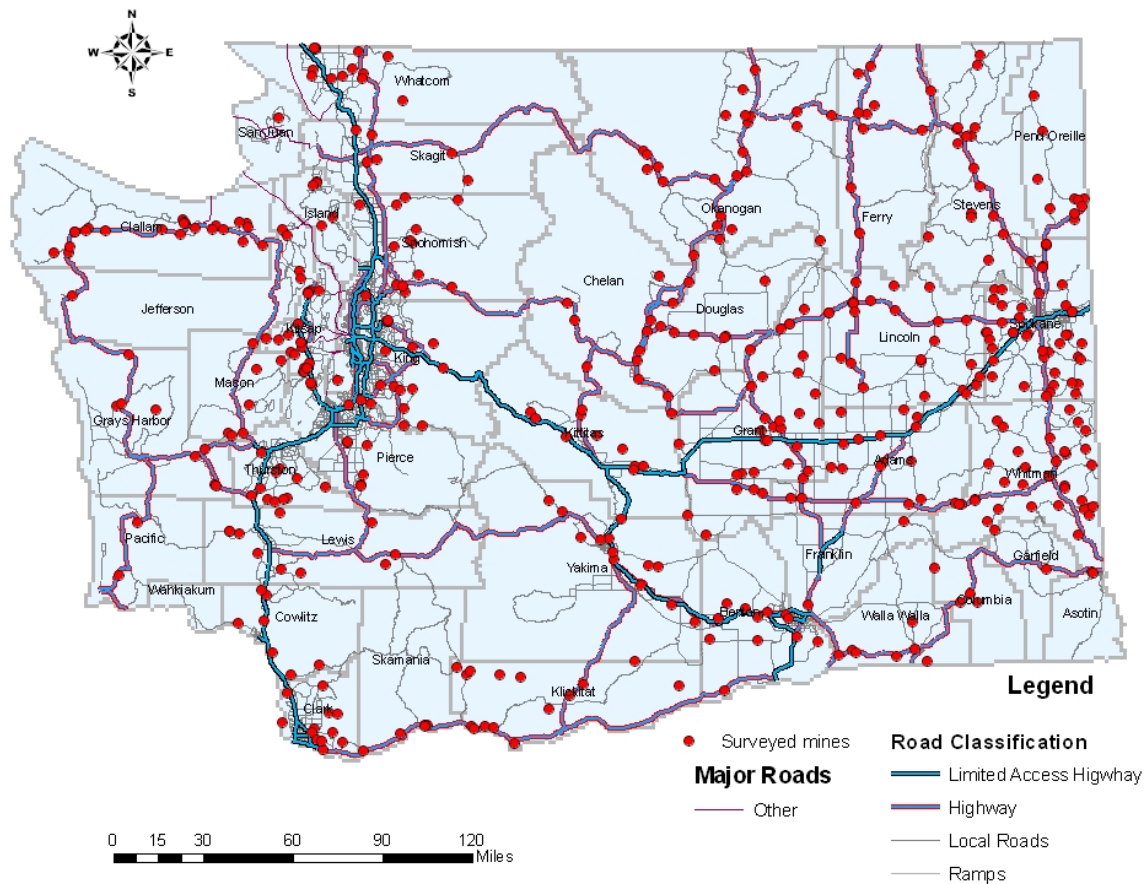 N
W E
S
Whatcom
San Juan
Skagit
Pend Oreille
Okanogan
Ferry
Stevens
Island
Clallam
Snohomish
Chelan
Jefferson
Douglas
Kitsap
Spokane
Lincoln
King
Mason
Grays Harbor
Grant
Kittitas
Pierce
Adams
Thurston
Whitman
Pacific
Lewis
Franklin
Garfield
Yakima
Wahkiakum
Columbia
Benton
Cowlitz
Walla Walla
Asotin
Skamania
Klickitat
Clark
Legend
Surveyed mines
Road Classification
Major Roads
Limited Access Higwhay
Other
Highway
Local Roads
Ramps
0 15 30 60 90 120
Miles